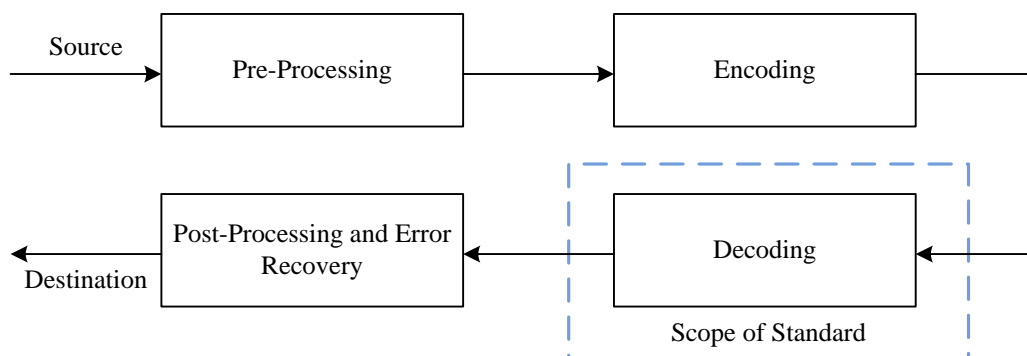 Source
Pre-Processing
Encoding
Post-Processing and Error
Recovery
Decoding
Destination
Scope of Standard